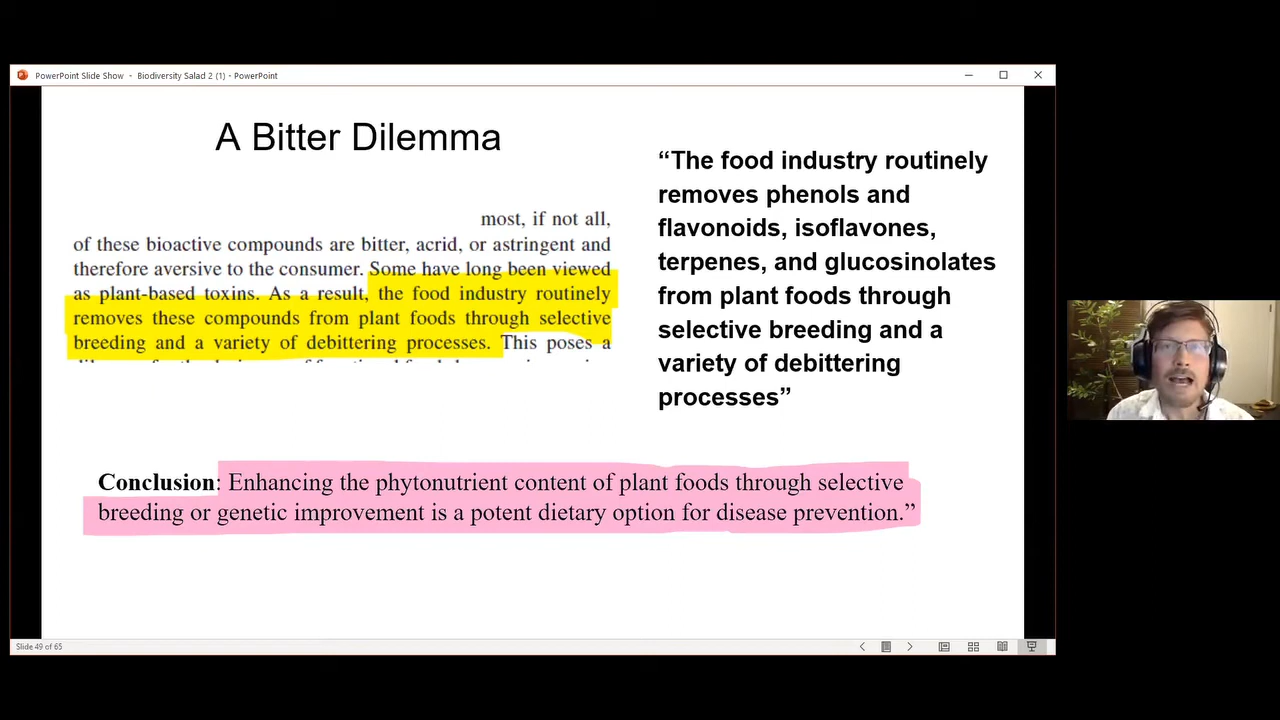 PowerPoint Slide Show - Biodiversity Salad 2 (1) - PowerPoint
A Bitter Dilemma
most, if not all,
of these bioactive compounds are bitter, acrid, or astringent and
therefore aversive to the consumer. Some have long been viewed
as plant-based toxins. As a result, the food industry routinely
removes these compounds from plant foods through selective
breeding and a variety of debittering processes. This poses a
“The food industry routinely
removes phenols and
flavonoids, isoflavones,
terpenes, and glucosinolates
from plant foods through
selective breeding and a
variety of debittering
processes”
Conclusion: Enhancing the phytonutrient content of plant foods through selective
breeding or genetic improvement is a potent dietary option for disease prevention.”
Slide 49 of 65